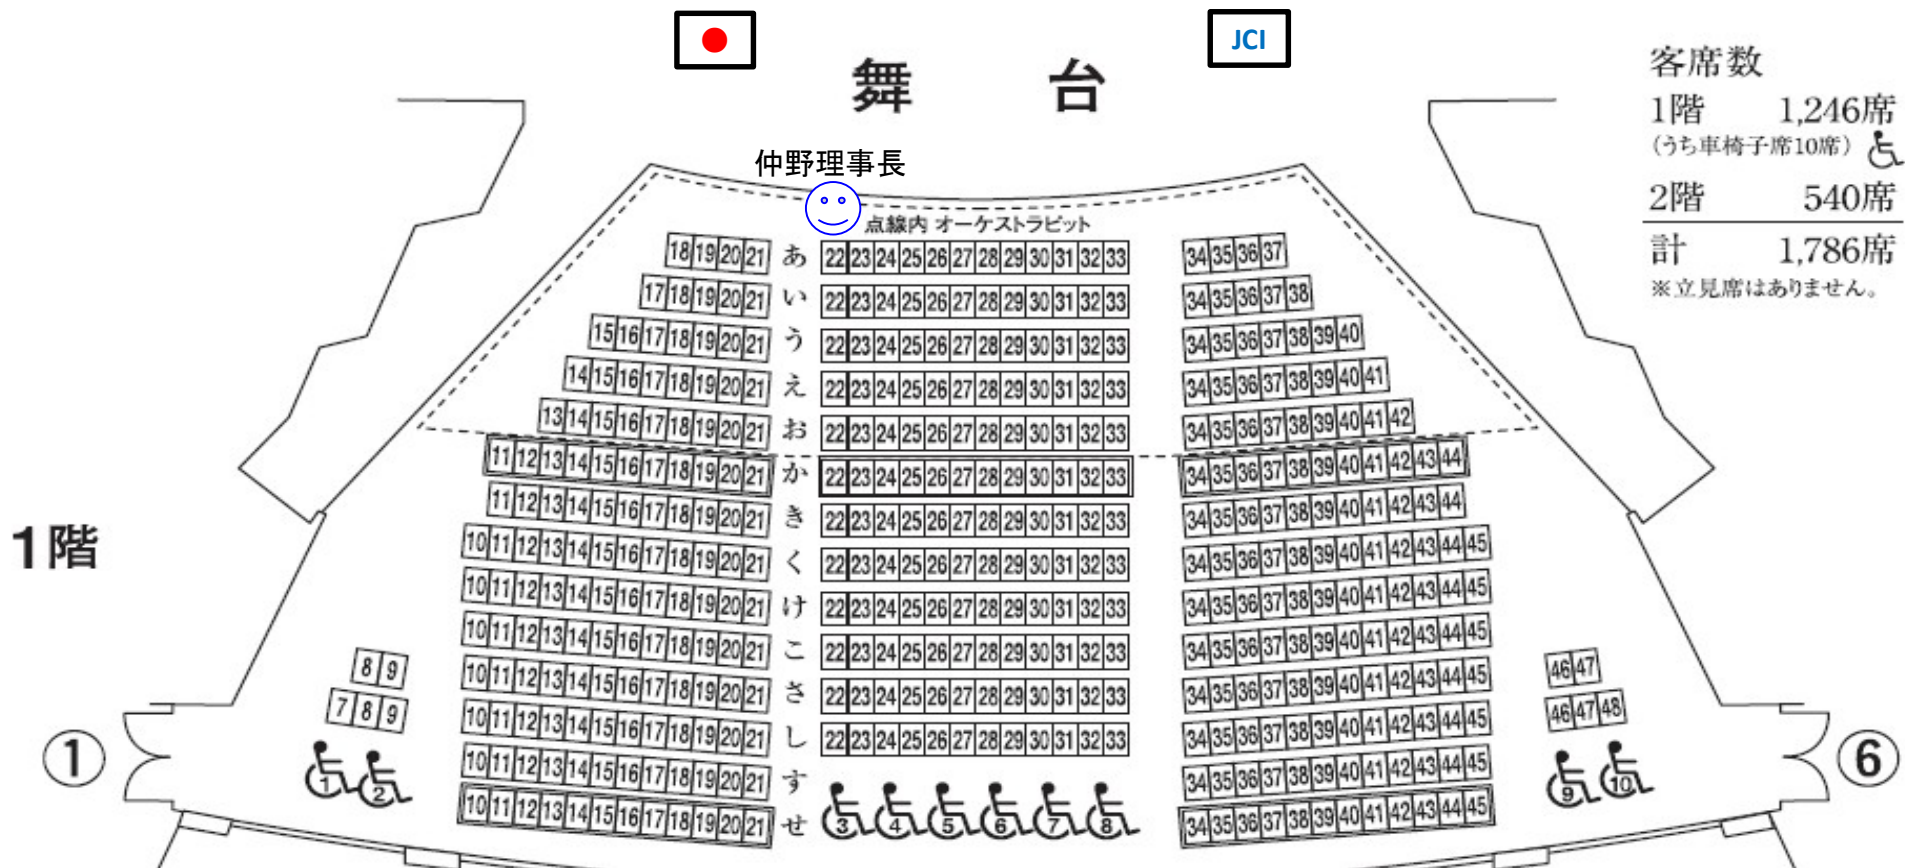 JCI
舞 台
客席数
1階 1,246席
(うち車椅子席10席)
2階 540席
計 1,786席
※立見席はありません。
仲野理事長
点線内 オーケストラピット
18 19 20 21 あ 22 23 24 25 26 27 28 29 30 31 32 33 34 35 36 37
17 18 19 20 21 い 22 23 24 25 26 27 28 29 30 31 32 33 34 35 36 37 38
15 16 17 18 19 20 21 う 22 23 24 25 26 27 28 29 30 31 32 33 34 35 36 37 38 39 40
14 15 16 17 18 19 20 21 え 22 23 24 25 26 27 28 29 30 31 32 33 34 35 36 37 38 39 40 41
13 14 15 16 17 18 19 20 21 お 22 23 24 25 26 27 28 29 30 31 32 33 34 35 36 37 38 39 40 41 42
11 12 13 14 15 16 17 18 19 20 21 か 22 23 24 25 26 27 28 29 30 31 32 33 34 35 36 37 38 39 40 41 42 43 44
11 12 13 14 15 16 17 18 19 20 21 き 22 23 24 25 26 27 28 29 30 31 32 33 34 35 36 37 38 39 40 41 42 43 44
1階
10 11 12 13 14 15 16 17 18 19 20 21 く 22 23 24 25 26 27 28 29 30 31 32 33 34 35 36 37 38 39 40 41 42 43 44 45
10 11 12 13 14 15 16 17 18 19 20 21 け 22 23 24 25 26 27 28 29 30 31 32 33 34 35 36 37 38 39 40 41 42 43 44 45
10 11 12 13 14 15 16 17 18 19 20 21 こ 22 23 24 25 26 27 28 29 30 31 32 33 34 35 36 37 38 39 40 41 42 43 44 45
8 9 10 11 12 13 14 15 16 17 18 19 20 21 さ 22 23 24 25 26 27 28 29 30 31 32 33 34 35 36 37 38 39 40 41 42 43 44 45 46 47
7 8 9 10 11 12 13 14 15 16 17 18 19 20 21 し 22 23 24 25 26 27 28 29 30 31 32 33 34 35 36 37 38 39 40 41 42 43 44 45 46 47 48
① 1 2 10 11 12 13 14 15 16 17 18 19 20 21 す 34 35 36 37 38 39 40 41 42 43 44 45 9 10 ⑥
10 11 12 13 14 15 16 17 18 19 20 21 せ 3 4 5 6 7 8 34 35 36 37 38 39 40 41 42 43 44 45